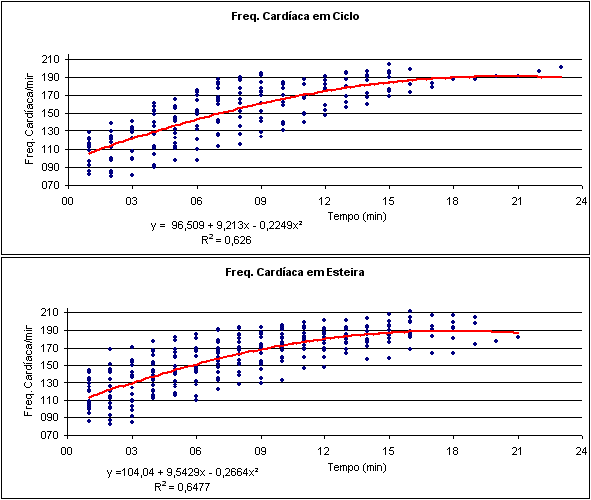 Freq. Cardíaca em Ciclo
Freq. Cardíaca/mir
210
190
170
150
130
110
090
070
00 03 06 09 12 15 18 21 24
Tempo (min)
y = 96,509 + 9,213x - 0,2249x²
R² = 0,626
Freq. Cardíaca em Esteira
Freq. Cardíaca/mir
210
190
170
150
130
110
090
070
00 03 06 09 12 15 18 21 24
Tempo (min)
y =104,04 + 9,5429x - 0,2664x²
R² = 0,6477